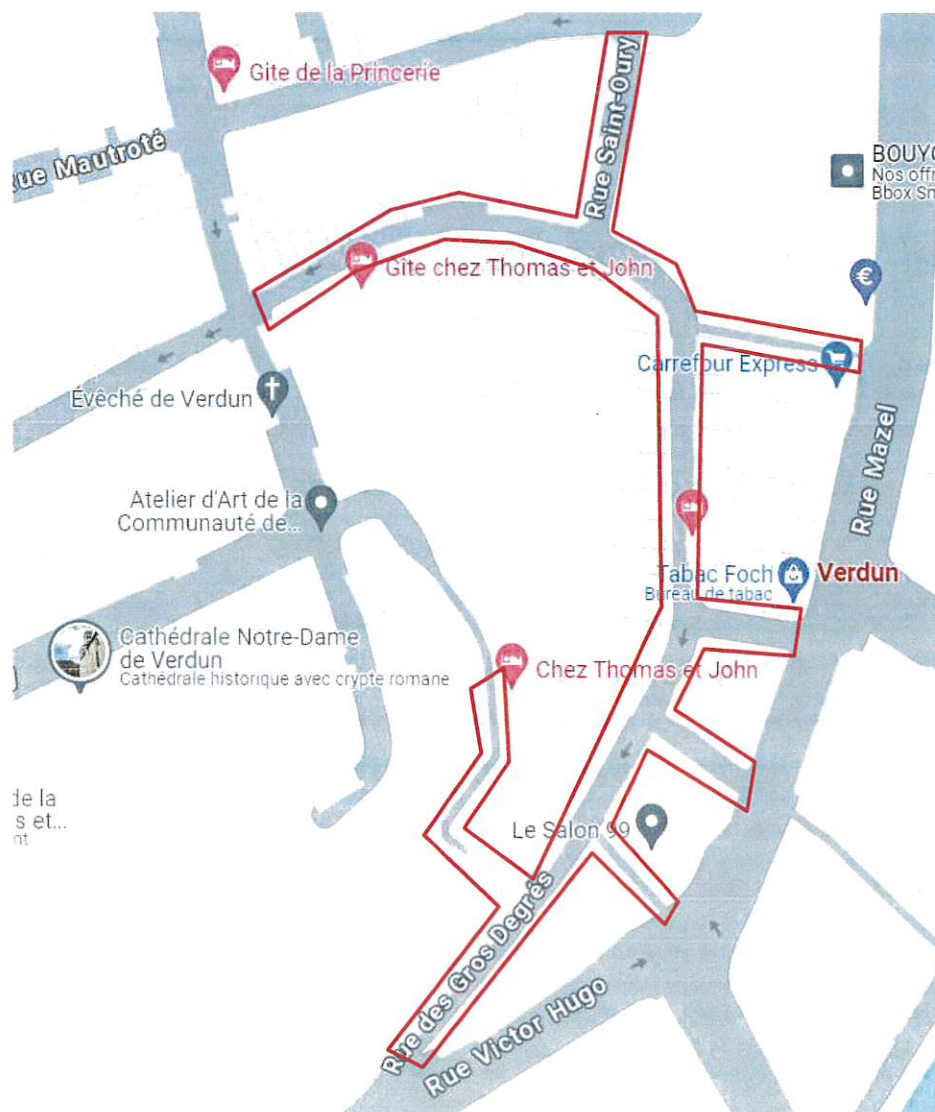 Gîte de la Princerie
Rue Saint-Oury
Rue Mautroté
BOUYG
Nos offr
Bbox Sm
Gîte chez Thomas et John
€
Carrefour Express
Évêché de Verdun
Rue Mazel
Atelier d'Art de la
Communauté de...
Tabac Foch
Bureau de tabac
Verdun
Cathédrale Notre-Dame
de Verdun
Cathédrale historique avec crypte romane
Chez Thomas et John
de la
s et...
nt
Le Salon 99
Rue des Gros Degrés
Rue Victor Hugo